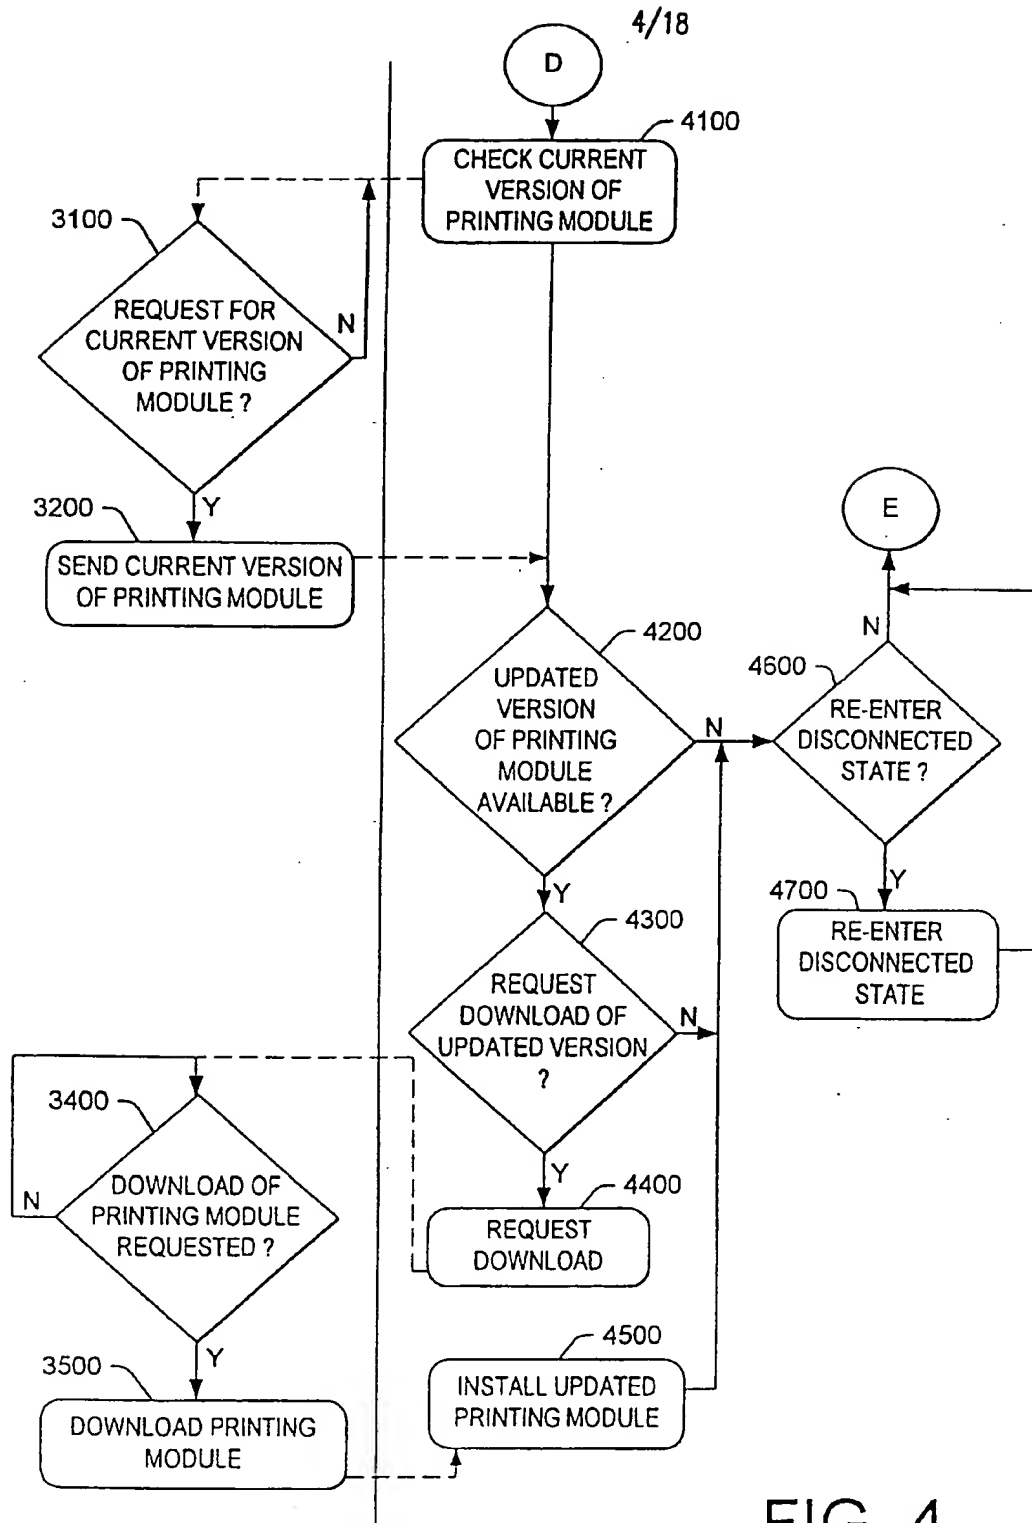 4/18
D
4100
CHECK CURRENT
VERSION OF
PRINTING MODULE
3100
REQUEST FOR
CURRENT VERSION
OF PRINTING
MODULE ?
N
Y
3200
SEND CURRENT VERSION
OF PRINTING MODULE
E
4200
UPDATED
VERSION
OF PRINTING
MODULE
AVAILABLE ?
N
Y
N
4600
RE-ENTER
DISCONNECTED
STATE ?
Y
4700
RE-ENTER
DISCONNECTED
STATE
4300
REQUEST
DOWNLOAD OF
UPDATED VERSION
?
N
Y
3400
DOWNLOAD OF
PRINTING MODULE
REQUESTED ?
N
Y
4400
REQUEST
DOWNLOAD
3500
DOWNLOAD PRINTING
MODULE
4500
INSTALL UPDATED
PRINTING MODULE
FIG. 4